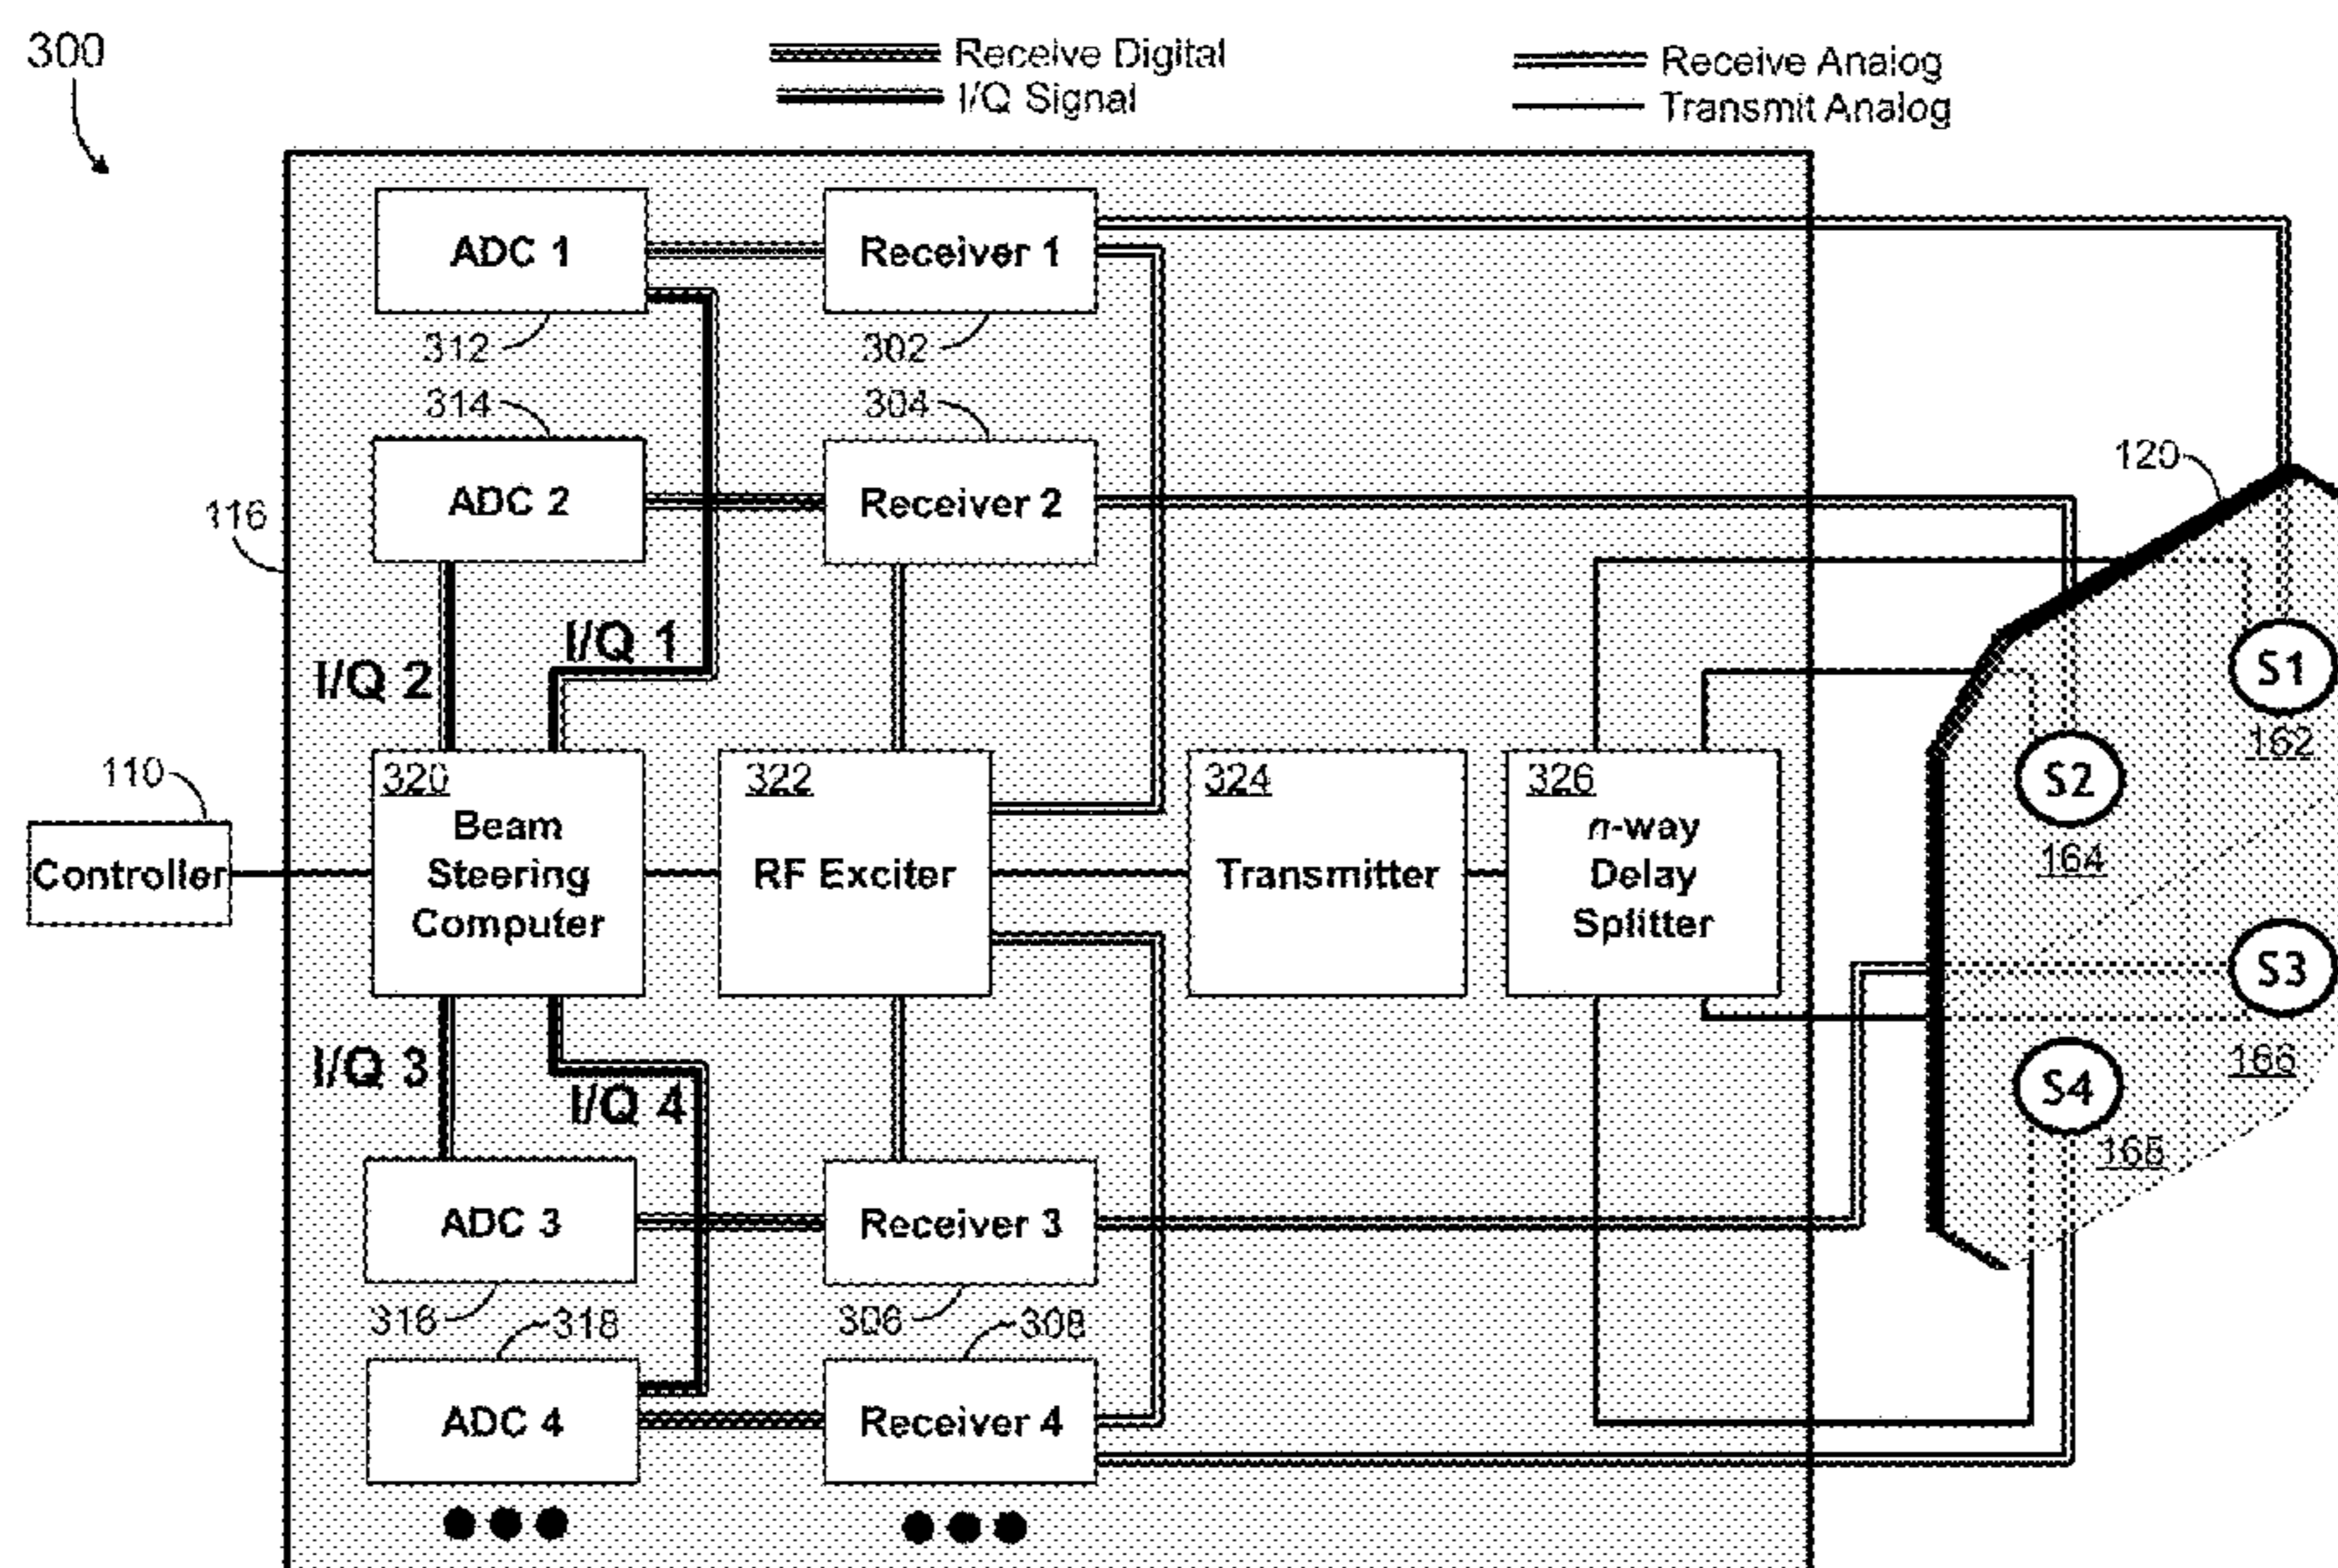 300
Receive Digital
I/Q Signal
Receive Analog
Transmit Analog
ADC 1
Receiver 1
312
302
314
304
120
ADC 2
Receiver 2
116
I/Q 1
I/Q 2
S1
162
110
320
322
324
326
S2
164
Controller
Beam
Steering
Computer
RF Exciter
Transmitter
n-way
Delay
Splitter
S3
166
I/Q 3
I/Q 4
S4
168
ADC 3
Receiver 3
316
318
306
308
ADC 4
Receiver 4